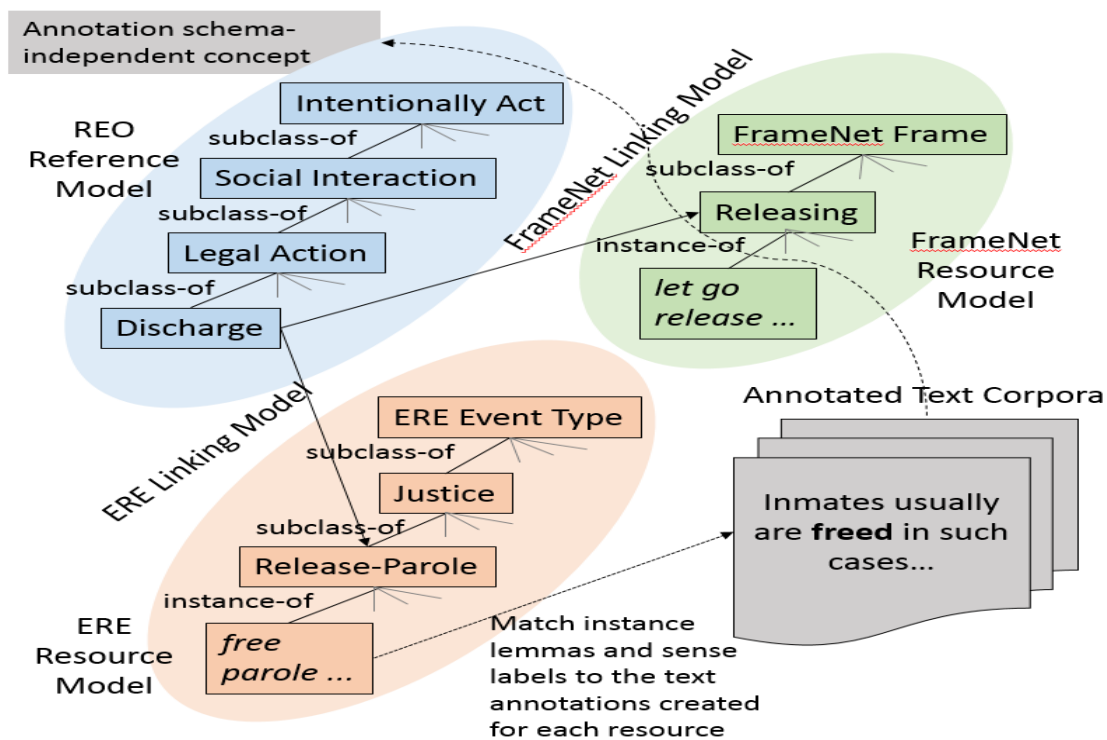 Annotation schema-
independent concept
REO
Reference
Model
Intentionally Act
subclass-of
Social Interaction
subclass-of
Legal Action
subclass-of
Discharge
FrameNet Linking Model
FrameNet Frame
subclass-of
Releasing
instance-of
let go
release ...
FrameNet
Resource
Model
ERE Linking Model
ERE Event Type
subclass-of
Justice
subclass-of
Release-Parole
instance-of
free
parole ...
ERE
Resource
Model
Annotated Text Corpora
Inmates usually
are freed in such
cases...
Match instance
lemmas and sense
labels to the text
annotations created
for each resource